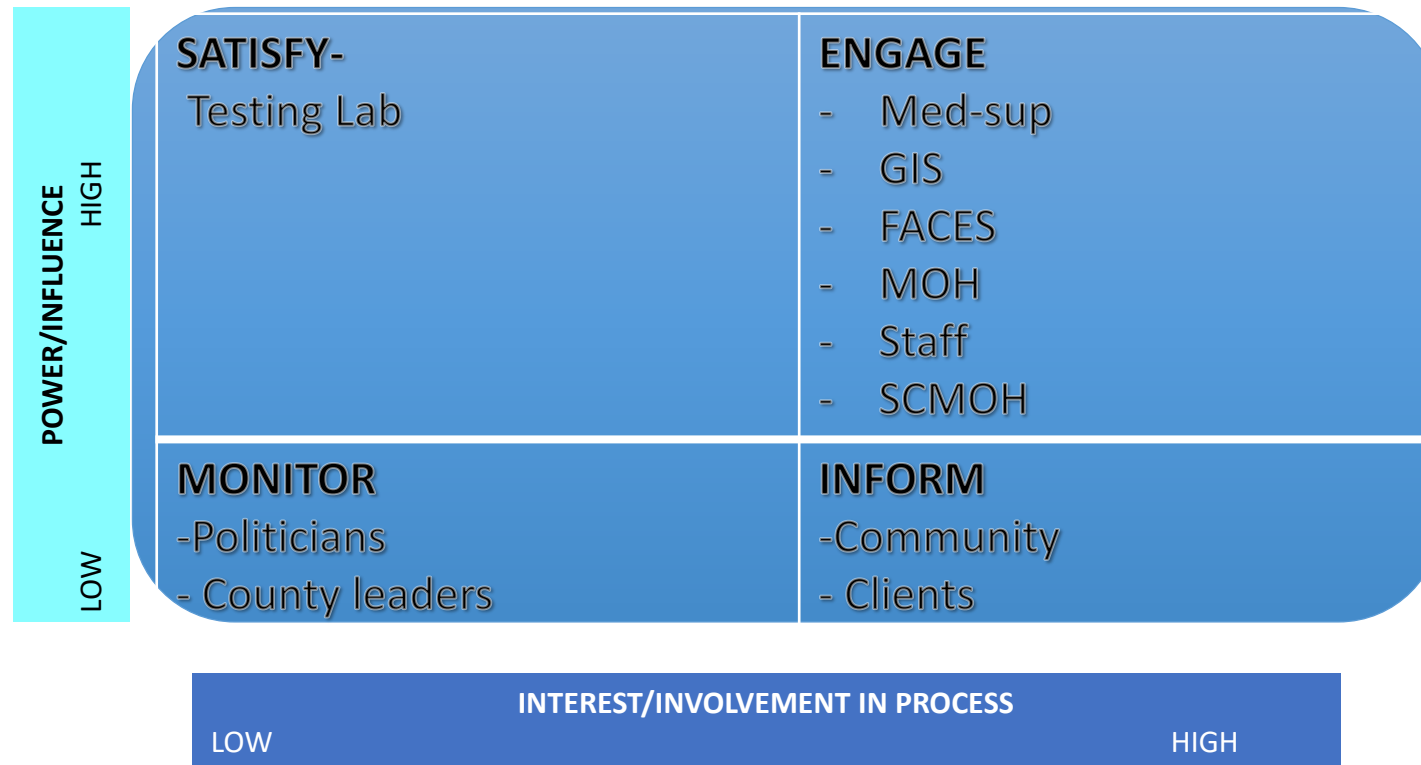 POWER/INFLUENCE
HIGH
LOW
SATISFY-
Testing Lab
ENGAGE
- Med-sup
- GIS
- FACES
- MOH
- Staff
- SCMOH
MONITOR
-Politicians
- County leaders
INFORM
-Community
- Clients
INTEREST/INVOLVEMENT IN PROCESS
LOW HIGH